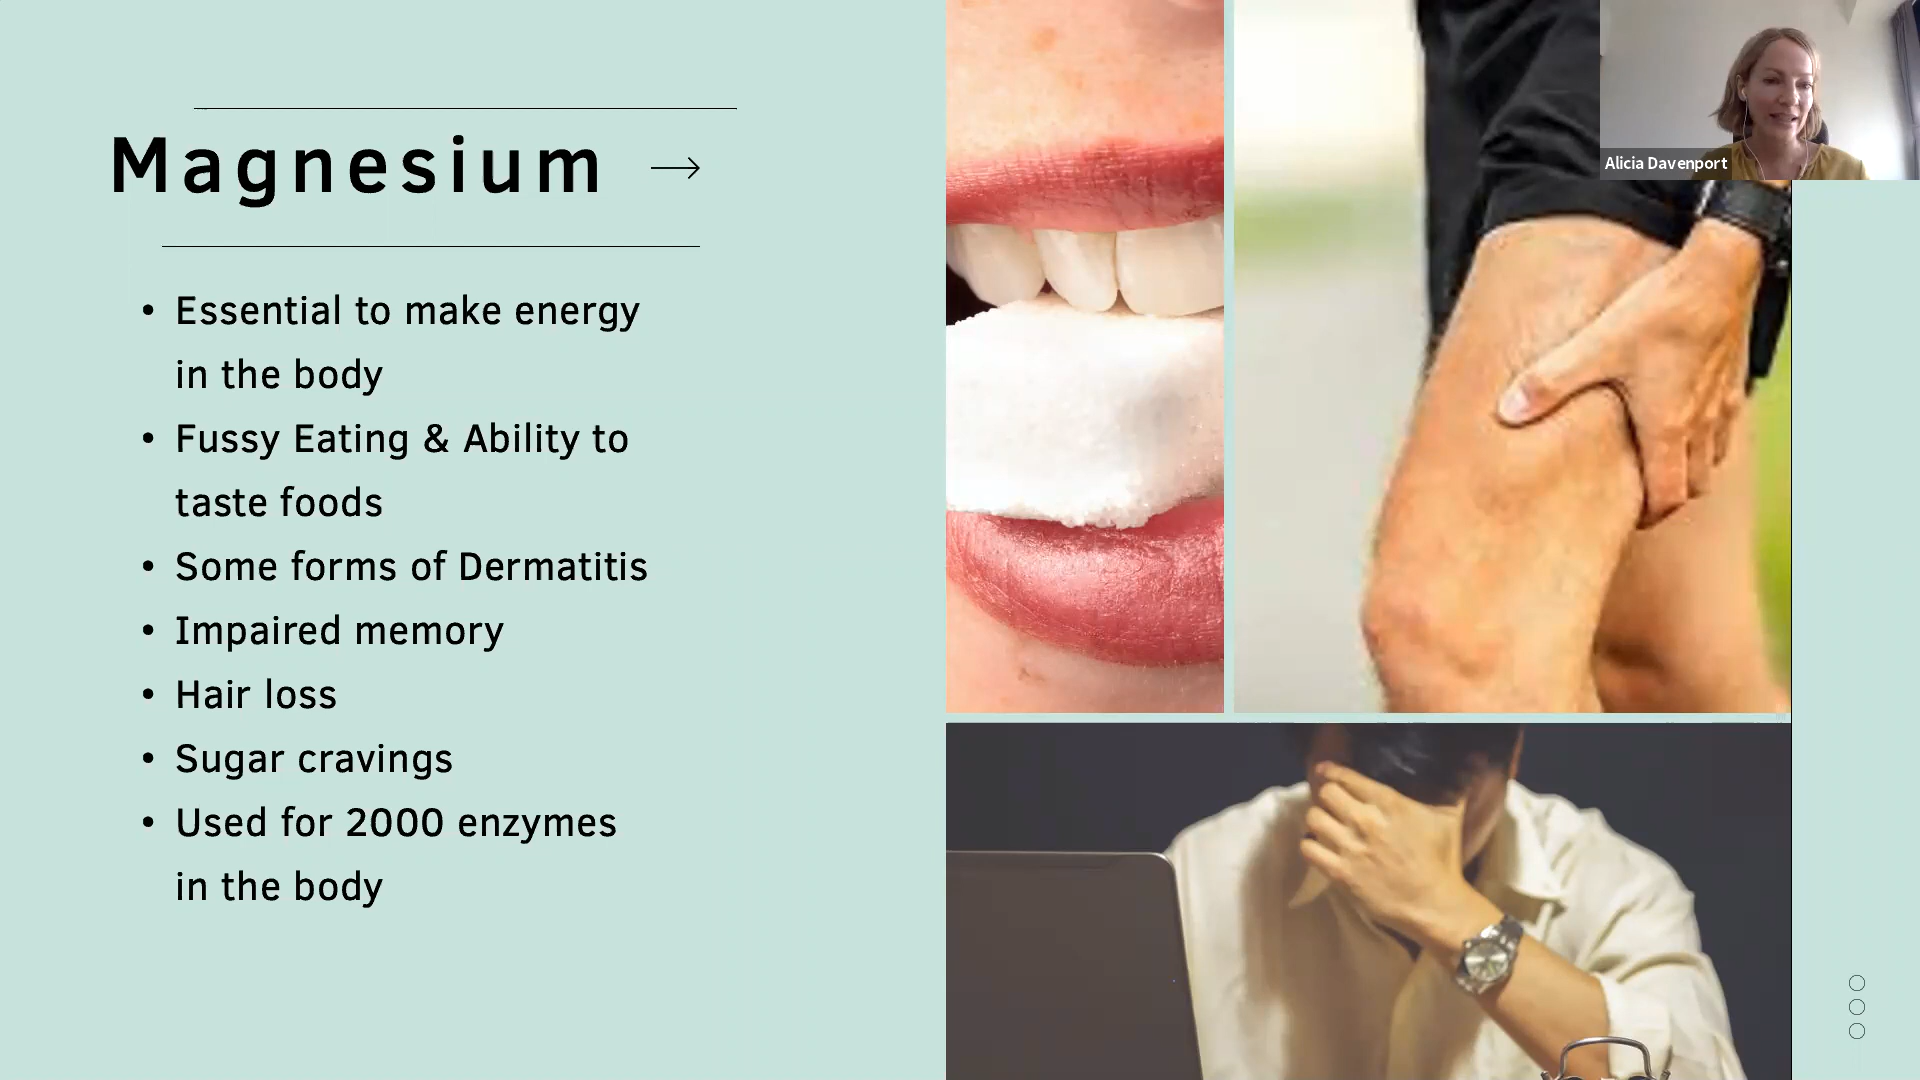 Magnesium
• Essential to make energy
in the body
• Fussy Eating & Ability to
taste foods
• Some forms of Dermatitis
• Impaired memory
• Hair loss
• Sugar cravings
• Used for 2000 enzymes
in the body
Alicia Davenport